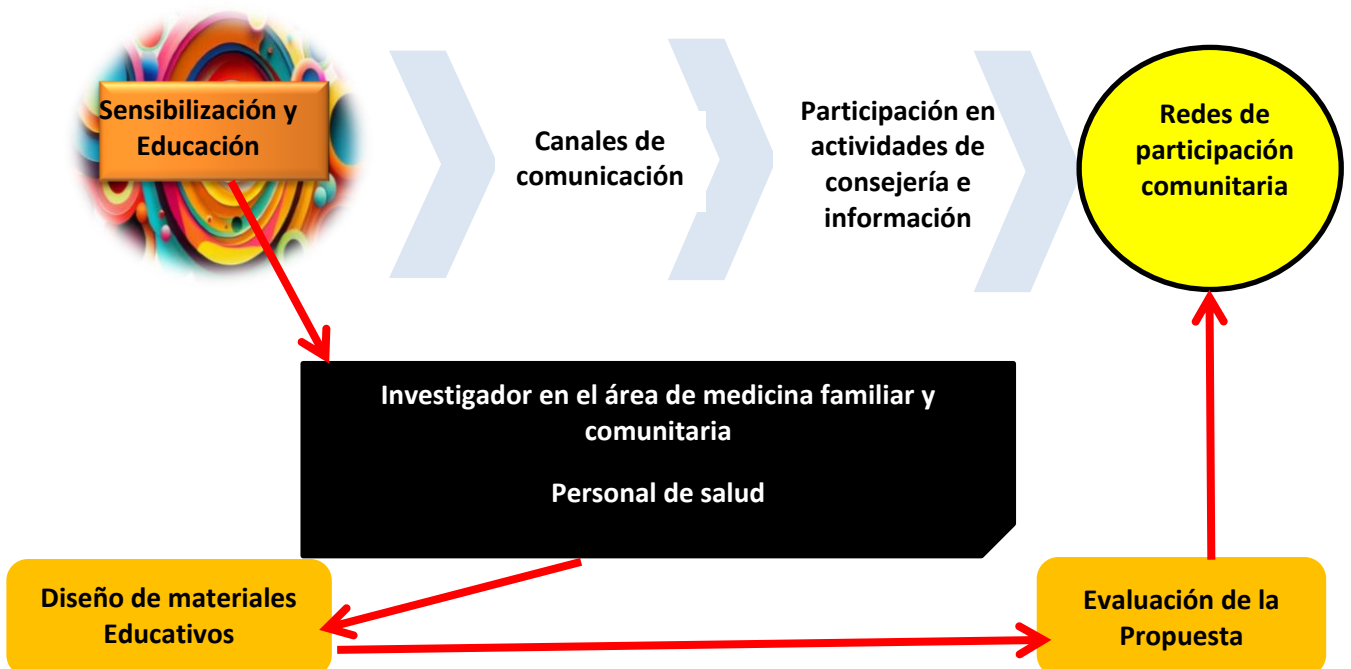 Sensibilización y
Educación
Canales de
comunicación
Participación en
actividades de
consejería e
información
Redes de
participación
comunitaria
Investigador en el área de medicina familiar y
comunitaria
Personal de salud
Diseño de materiales
Educativos
Evaluación de la
Propuesta